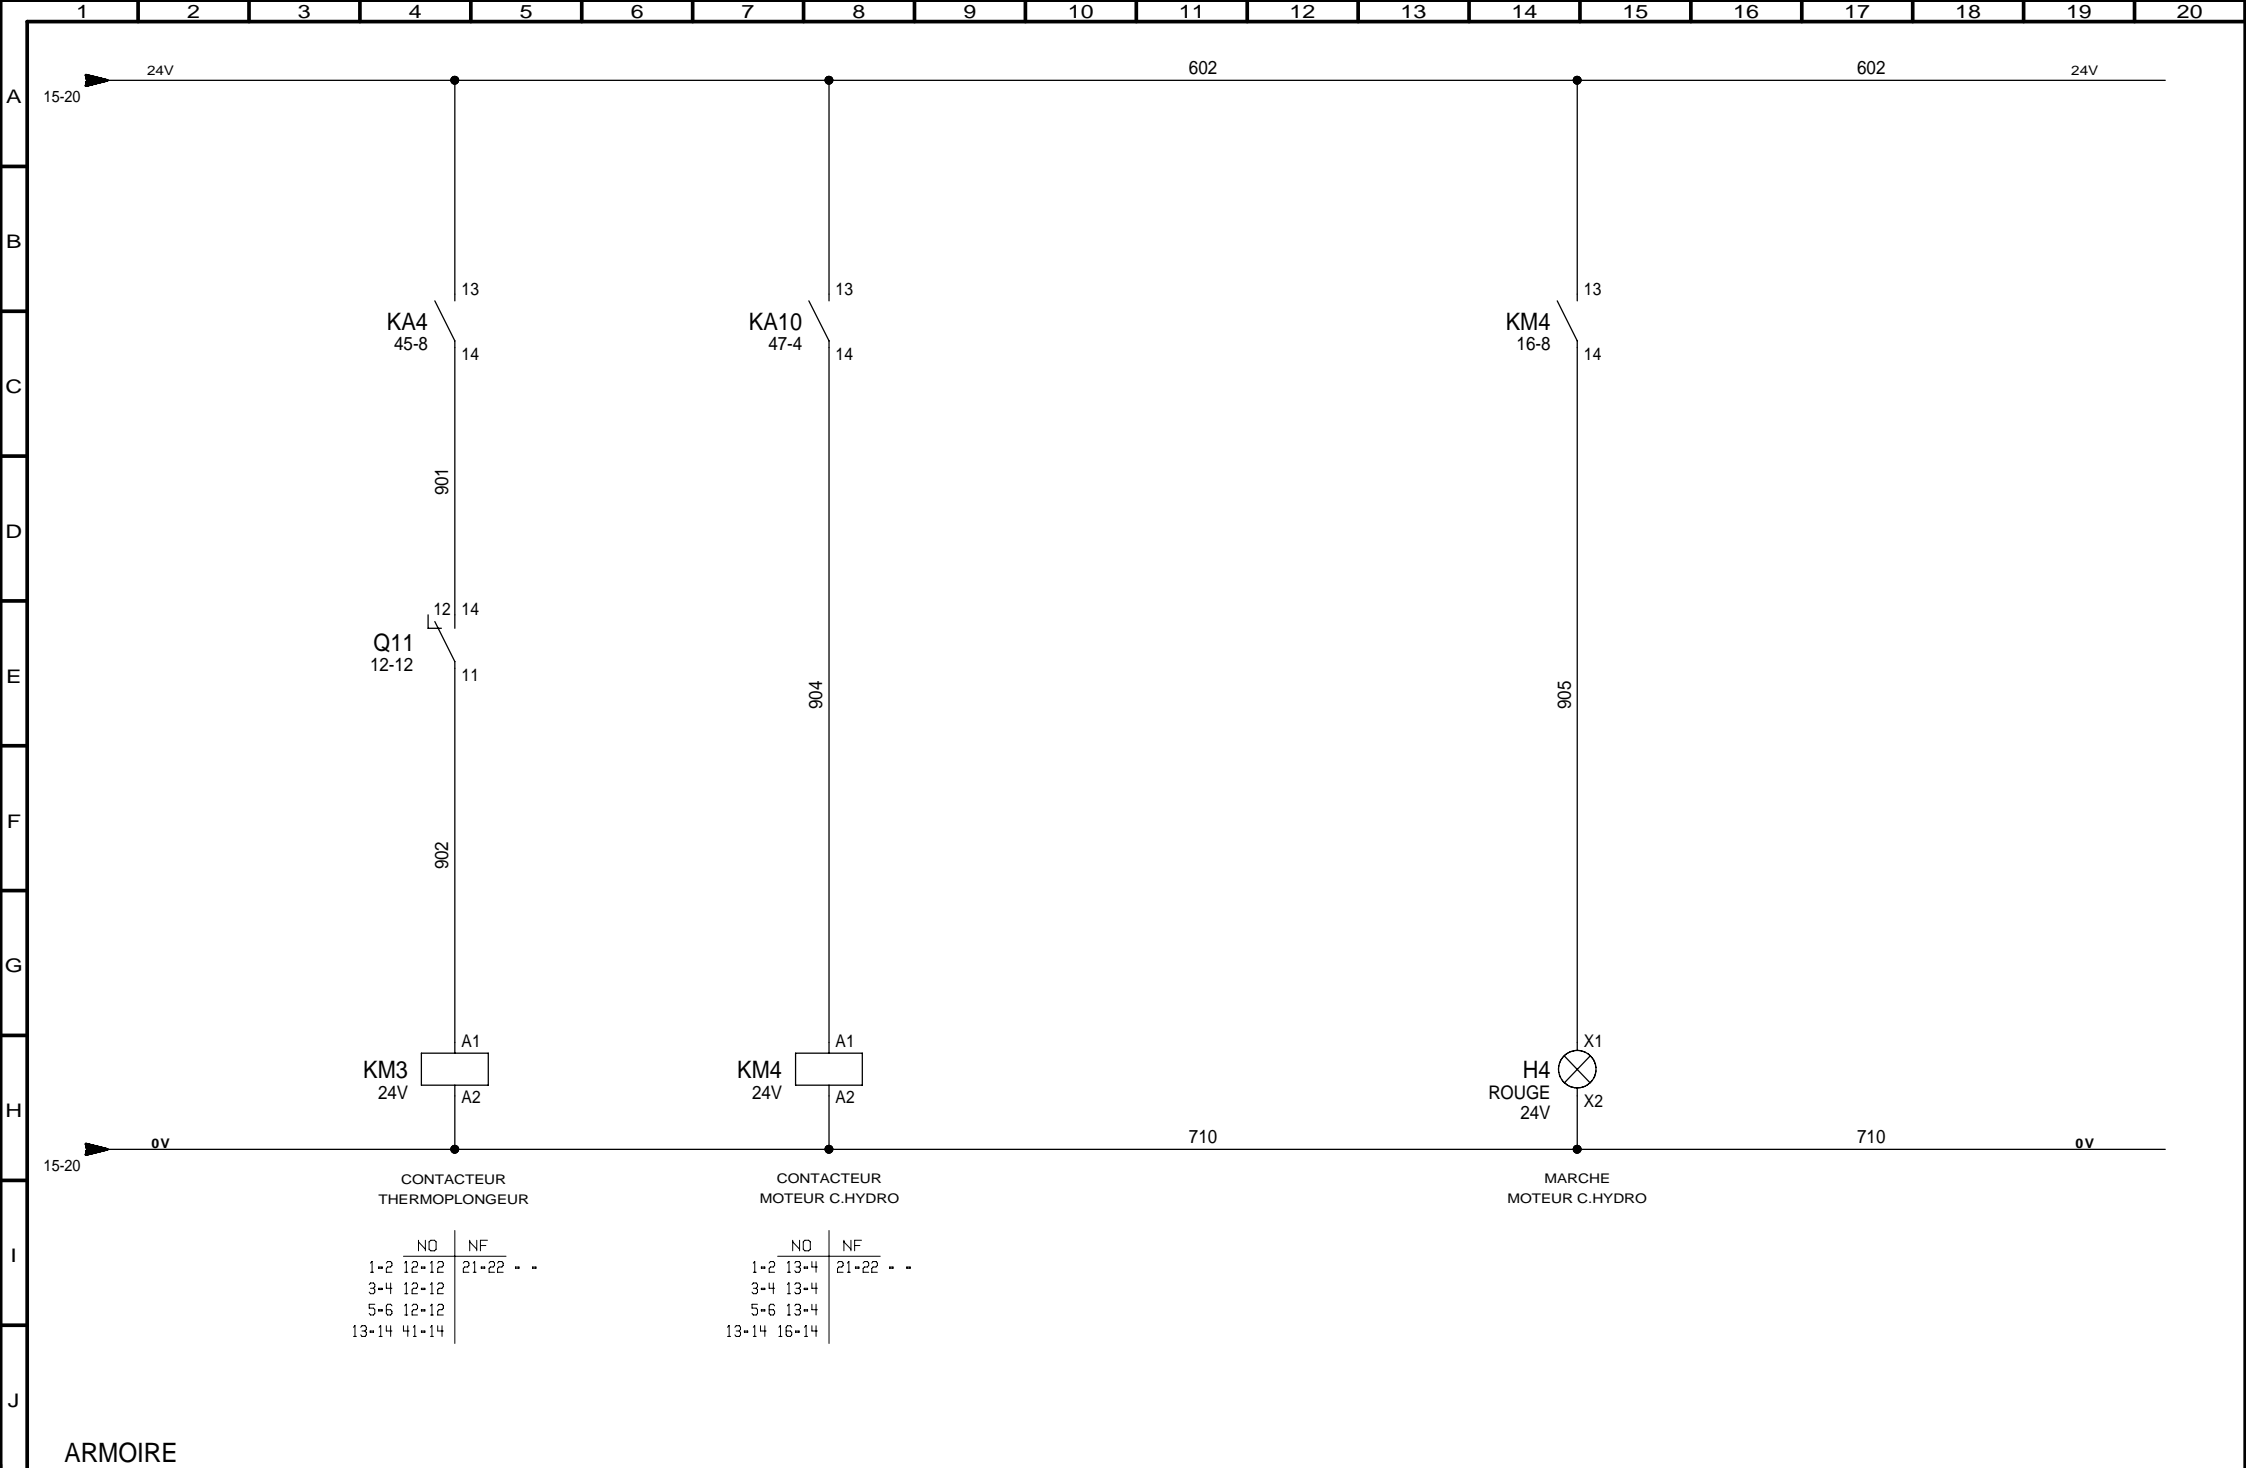 1 2 3 4 5 6 7 8 9 10 11 12 13 14 15 16 17 18 19 20
24V 602 602 24V
A
15-20
B
13 13 13
KA4 KA10 KM4
45-8 47-4 16-8
14 14 14
C
901
D
12 14
Q11
12-12
11
E
904 905
F
902
G
A1 A1 X1
KM3 KM4 H4
24V 24V ROUGE
A2 A2 X2
24V
H
0V 710 710 0V
15-20
CONTACTEUR CONTACTEUR MARCHE
THERMOPLONGEUR MOTEUR C.HYDRO MOTEUR C.HYDRO
I
NO NF NO NF
1-2 12-12 21-22 - - 1-2 13-4 21-22 - -
3-4 12-12 3-4 13-4
5-6 12-12 5-6 13-4
13-14 41-14 13-14 16-14
J
ARMOIRE